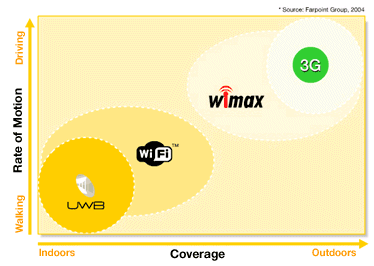 * Source: Farpoint Group, 2004
Driving
3G
wimax
WiFi™
UWB
Rate of Motion
Walking
Indoors
Coverage
Outdoors